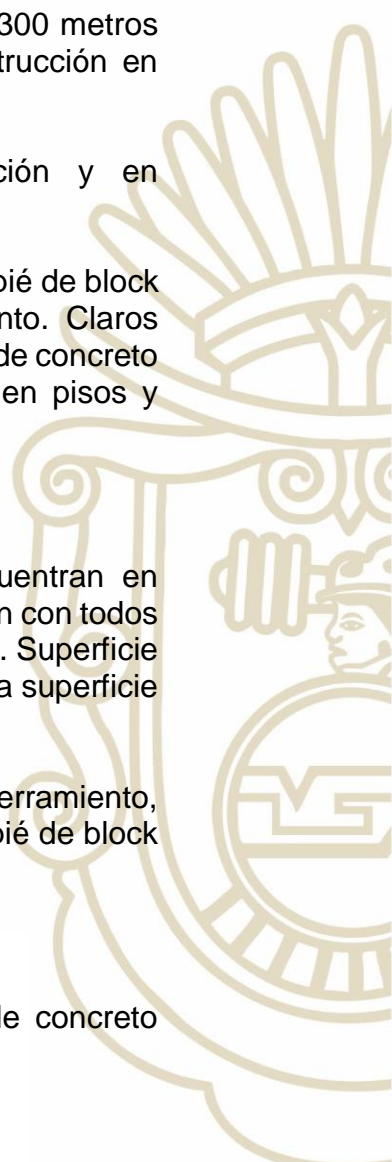 300 metros
trucción en
ción y en
pié de block
nto. Claros
de concreto
en pisos y
uentran en
n con todos
. Superficie
a superficie
erramiento,
pié de block
de concreto